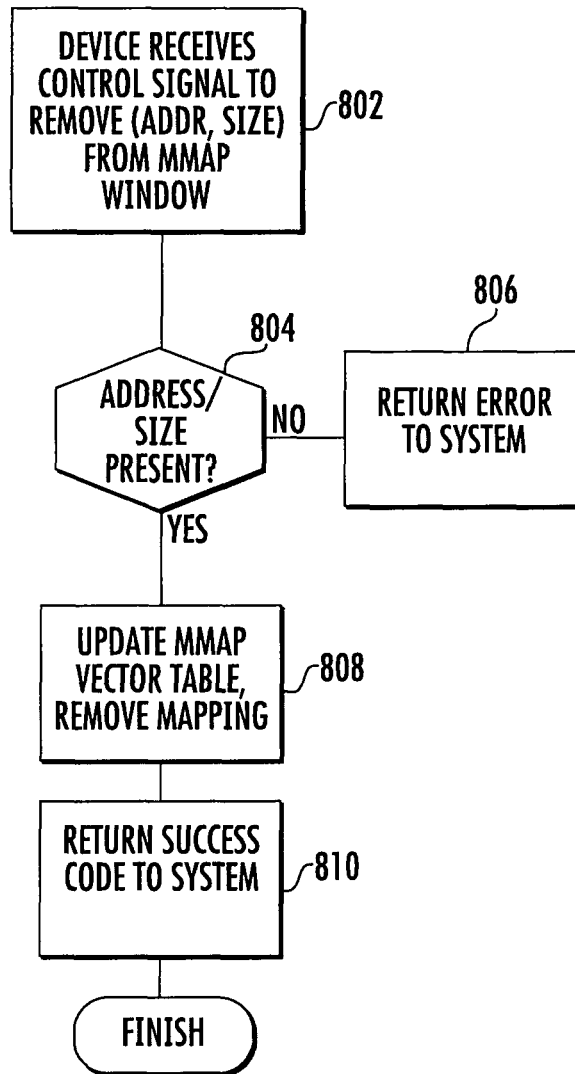 DEVICE RECEIVES
CONTROL SIGNAL TO
REMOVE (ADDR, SIZE)
FROM MMAP
WINDOW
802
804
ADDRESS/
SIZE
PRESENT?
NO
806
RETURN ERROR
TO SYSTEM
YES
UPDATE MMAP
VECTOR TABLE,
REMOVE MAPPING
808
RETURN SUCCESS
CODE TO SYSTEM
810
FINISH